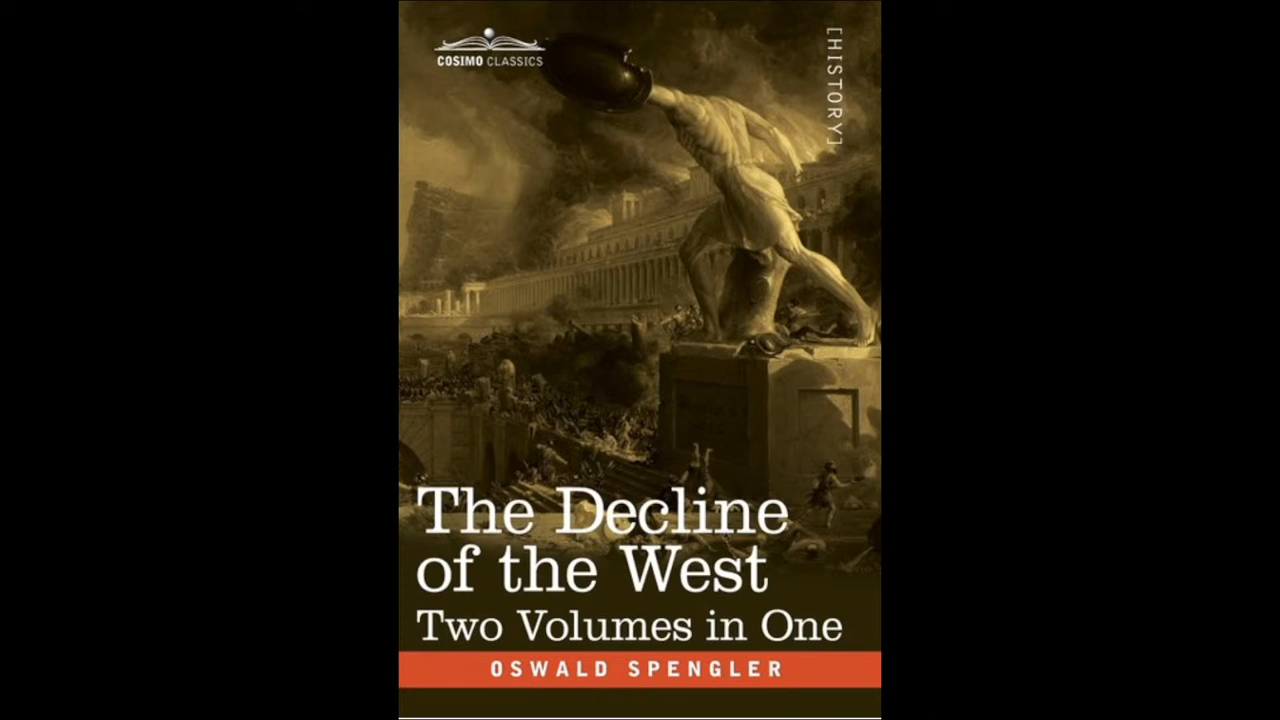 COSIMO CLASSICS
[HISTORY]
The Decline
of the West
Two Volumes in One
OSWALD SPENGLER